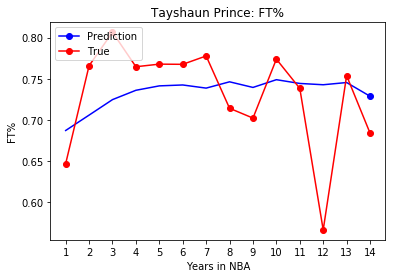 Tayshaun Prince: FT%
Prediction
True
0.80
0.75
0.70
0.65
0.60
FT%
1 2 3 4 5 6 7 8 9 10 11 12 13 14
Years in NBA